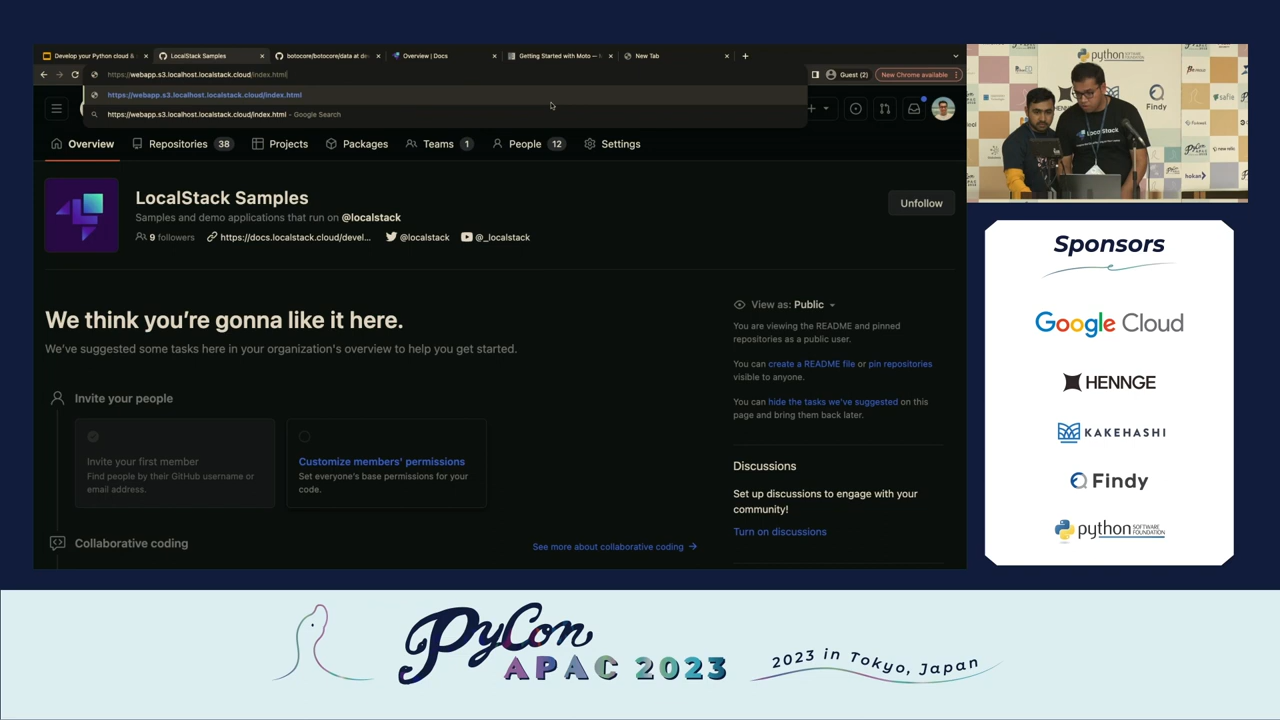 Develop your Python cloud &
LocalStack Samples
botocore/botocore/data at de
Overview | Docs
Getting Started with Moto —
New Tab
https://webapp.s3.localhost.localstack.cloud/index.html
Guest (2)
New Chrome available
https://webapp.s3.localhost.localstack.cloud/index.html
https://webapp.s3.localhost.localstack.cloud/index.html - Google Search
Overview
Repositories 38
Projects
Packages
Teams 1
People 12
Settings
LocalStack Samples
Samples and demo applications that run on @localstack
9 followers
https://docs.localstack.cloud/devel...
@localstack
@_localstack
Unfollow
We think you're gonna like it here.
We've suggested some tasks here in your organization's overview to help you get started.
Invite your people
Invite your first member
Find people by their GitHub username or
email address.
Customize members' permissions
Set everyone's base permissions for your
code.
Collaborative coding
See more about collaborative coding
View as: Public
You are viewing the README and pinned
repositories as a public user.
You can create a README file or pin repositories
visible to anyone.
You can hide the tasks we've suggested on this
page and bring them back later.
Discussions
Set up discussions to engage with your
community!
Turn on discussions
python
Findy
LocalStack
hokan
Sponsors
Google Cloud
HENNGE
KAKEHASHI
Findy
python SOFTWARE
FOUNDATION
PyCon
APAC 2023
2023 in Tokyo, Japan